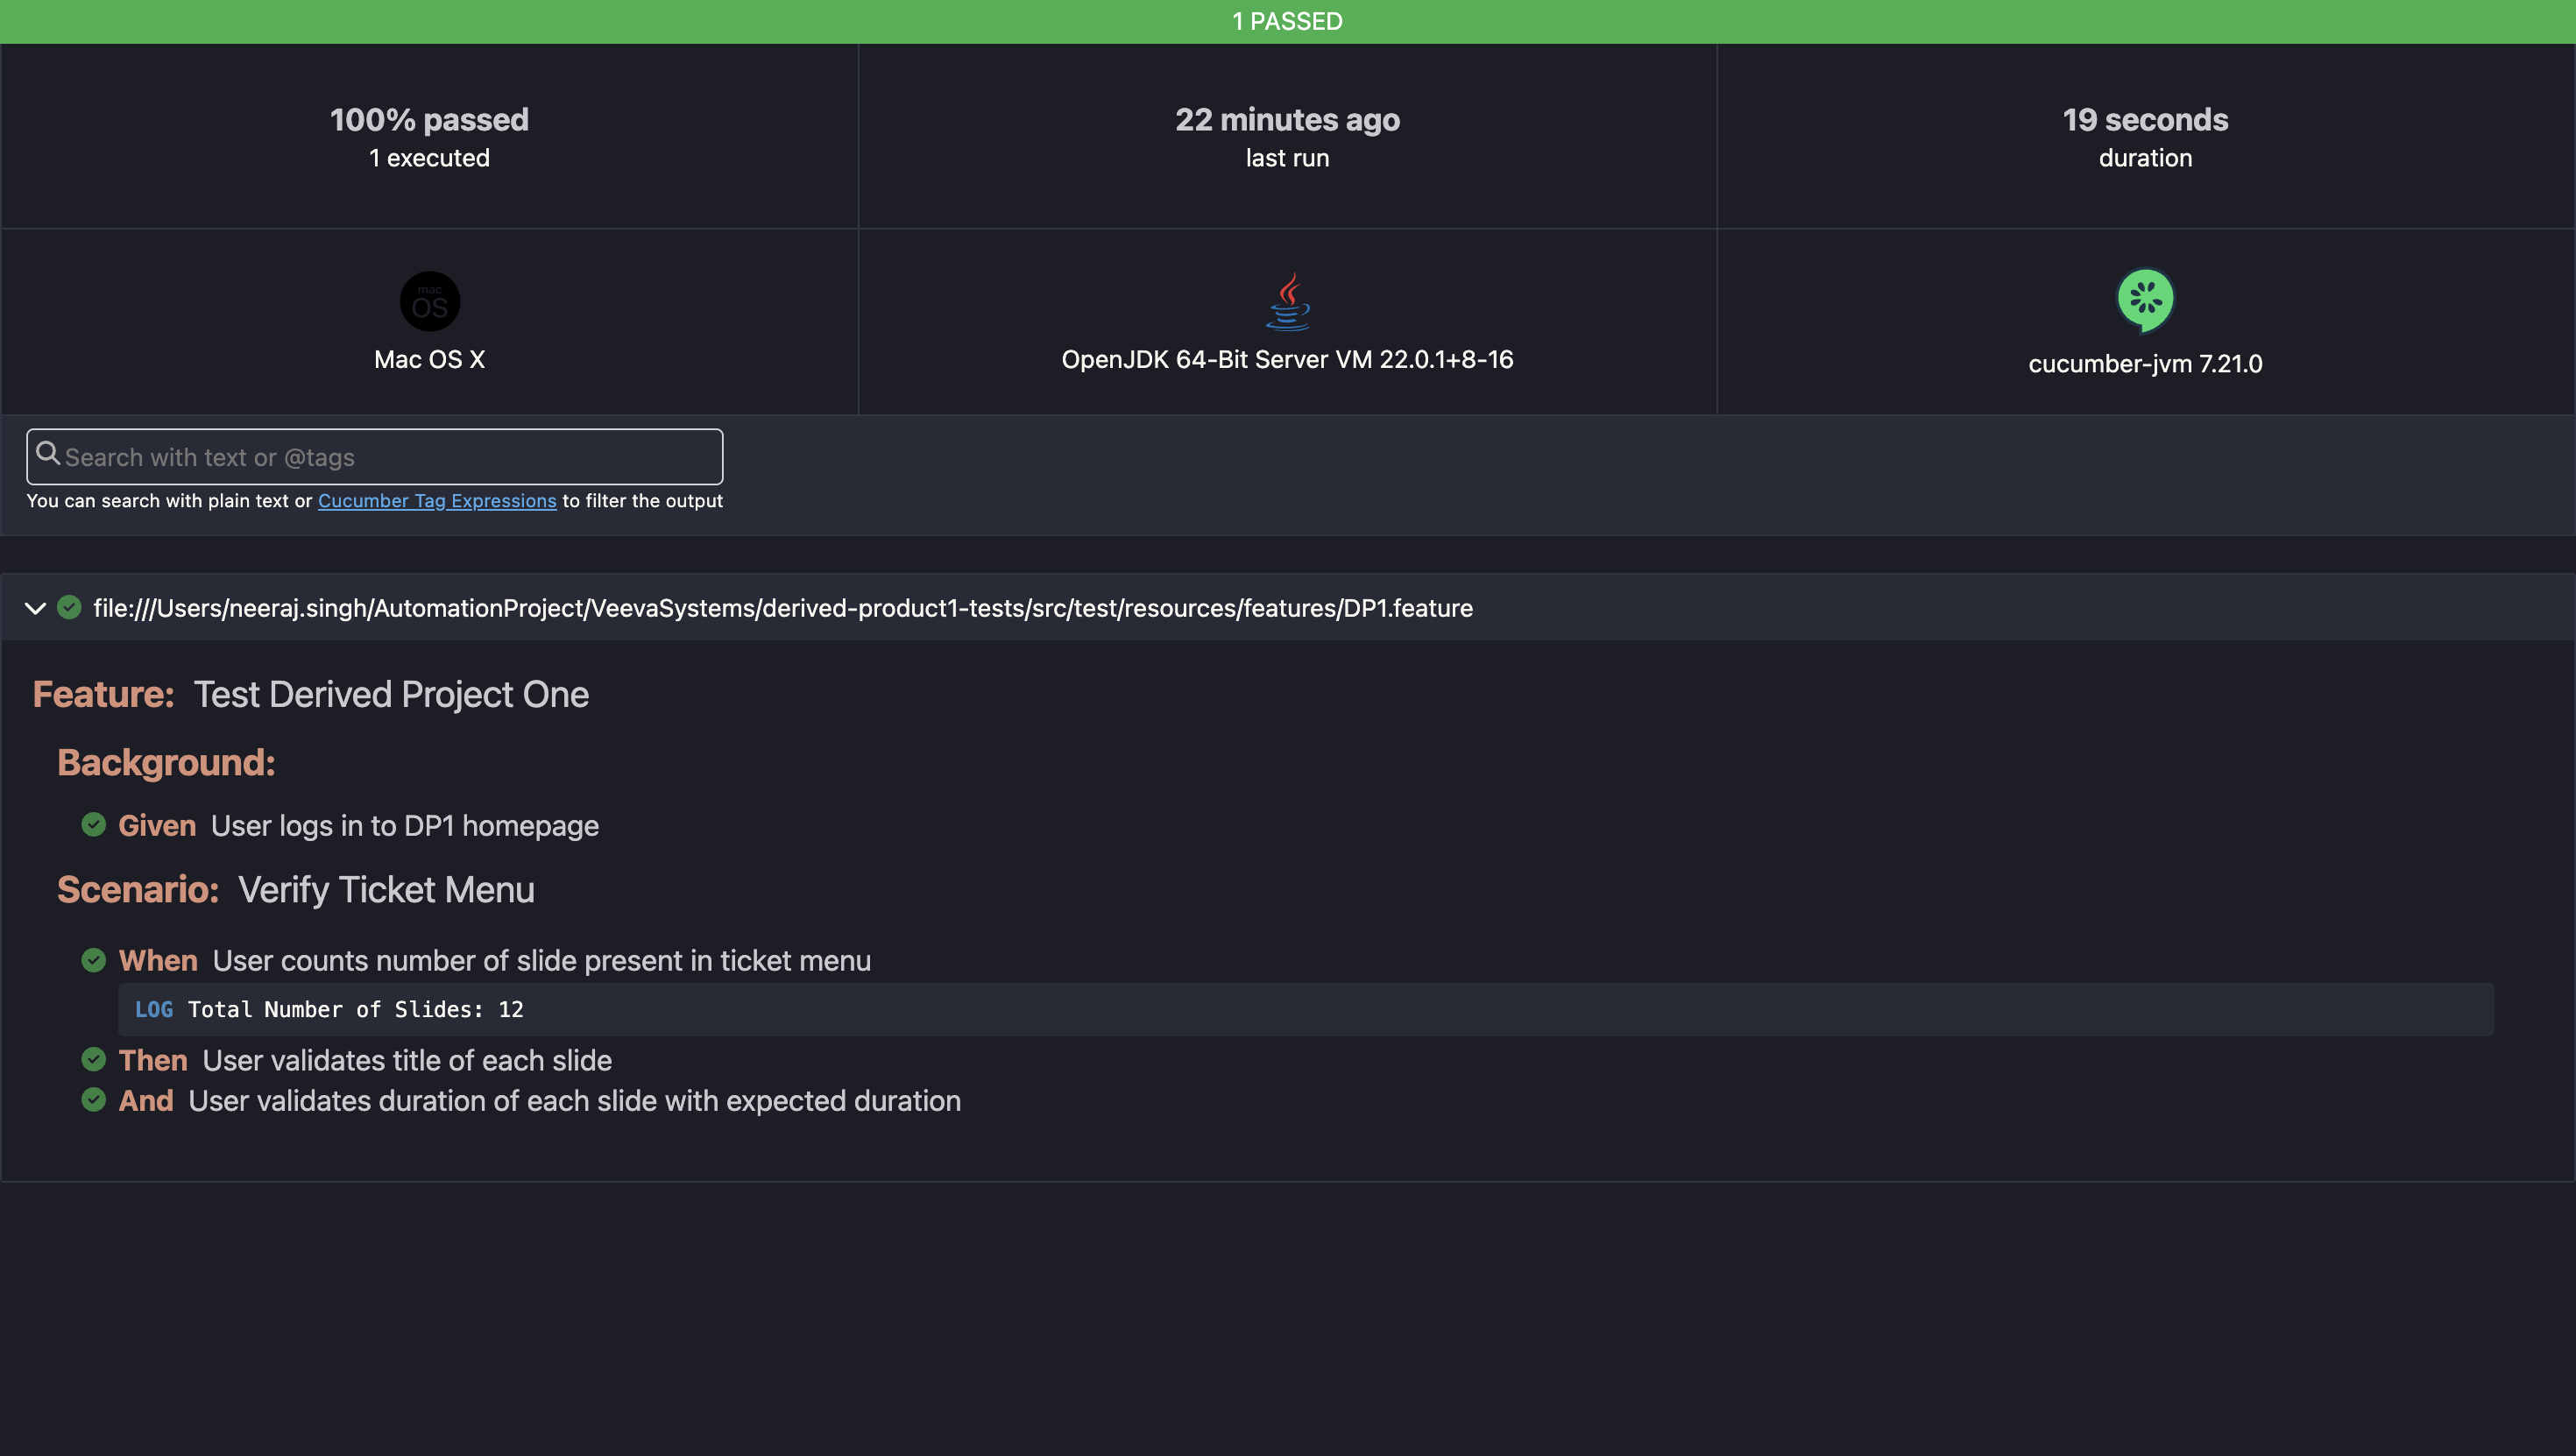 1 PASSED
100% passed
1 executed
22 minutes ago
last run
19 seconds
duration
mac
OS
Mac OS X
OpenJDK 64-Bit Server VM 22.0.1+8-16
cucumber-jvm 7.21.0
Search with text or @tags
You can search with plain text or Cucumber Tag Expressions to filter the output
file:///Users/neeraj.singh/AutomationProject/VeevaSystems/derived-product1-tests/src/test/resources/features/DP1.feature
Feature: Test Derived Project One
Background:
Given User logs in to DP1 homepage
Scenario: Verify Ticket Menu
When User counts number of slide present in ticket menu
LOG Total Number of Slides: 12
Then User validates title of each slide
And User validates duration of each slide with expected duration